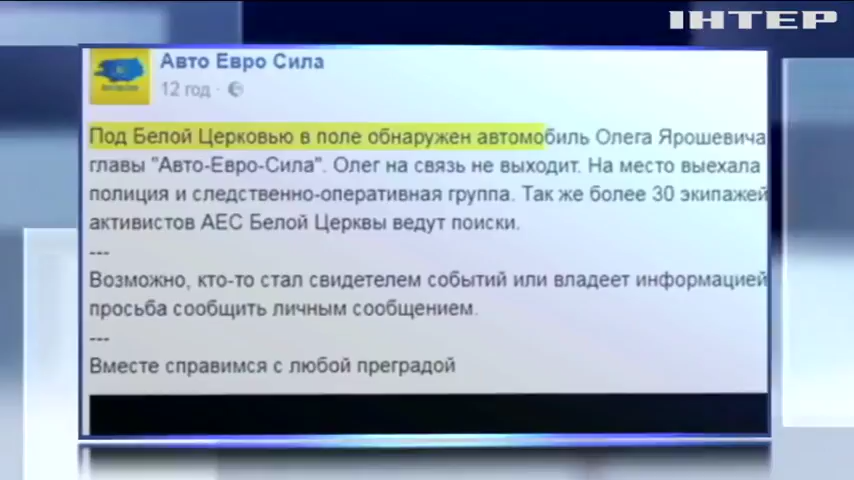 ІНТЕР
Авто Евро Сила
12 год ·
Под Белой Церковью в поле обнаружен автомобиль Олега Ярошевича
главы "Авто-Евро-Сила". Олег на связь не выходит. На место выехала
полиция и следственно-оперативная группа. Так же более 30 экипажей
активистов АЕС Белой Церквы ведут поиски.
---
Возможно, кто-то стал свидетелем событий или владеет информацией
просьба сообщить личным сообщением.
---
Вместе справимся с любой преградой